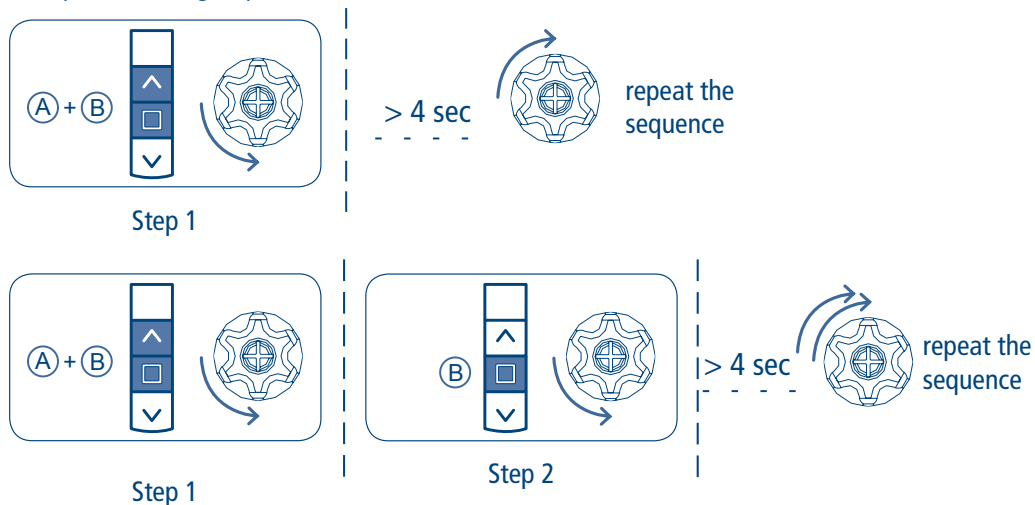 A + B
> 4 sec
repeat the
sequence
Step 1
A + B
B
> 4 sec
repeat the
sequence
Step 1
Step 2